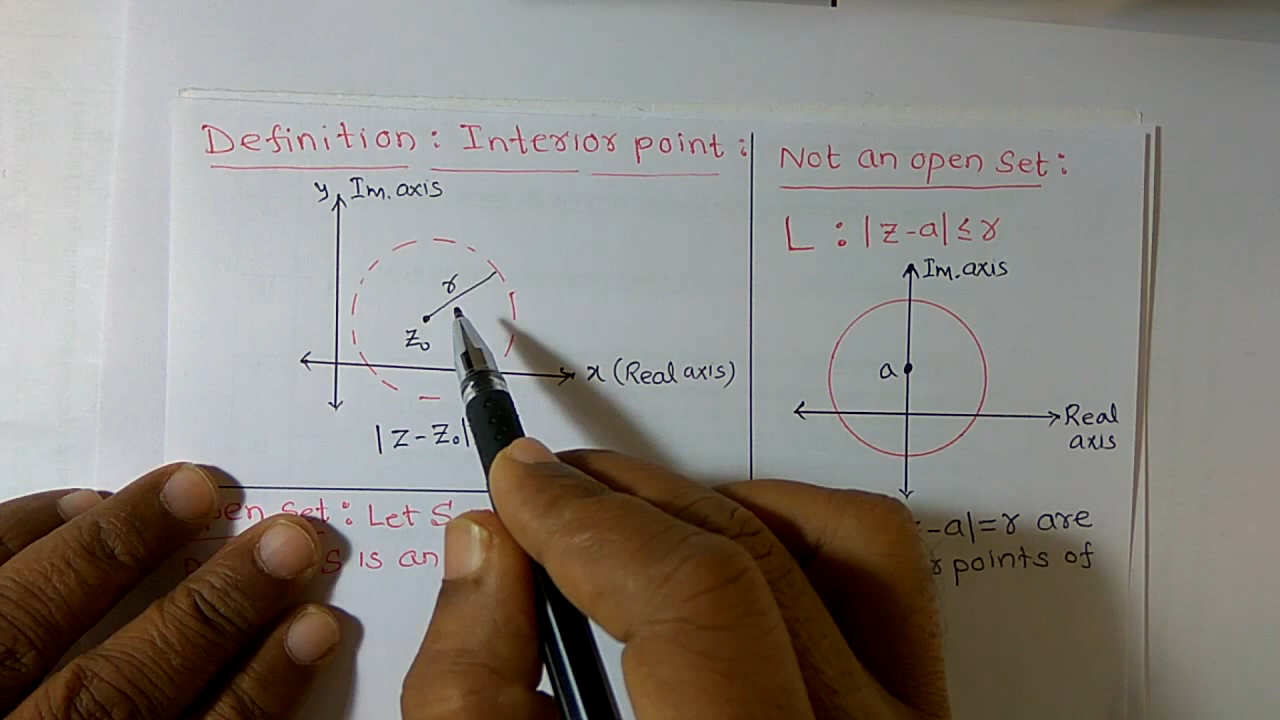 Definition: Interior point:
y, Im. axis
r
Z₀
x (Real axis)
|z-z₀|
Set: Let S
S is an
Not an open Set:
L : |z-a|≤r
Im. axis
a
Real
axis
-a|=r are
points of